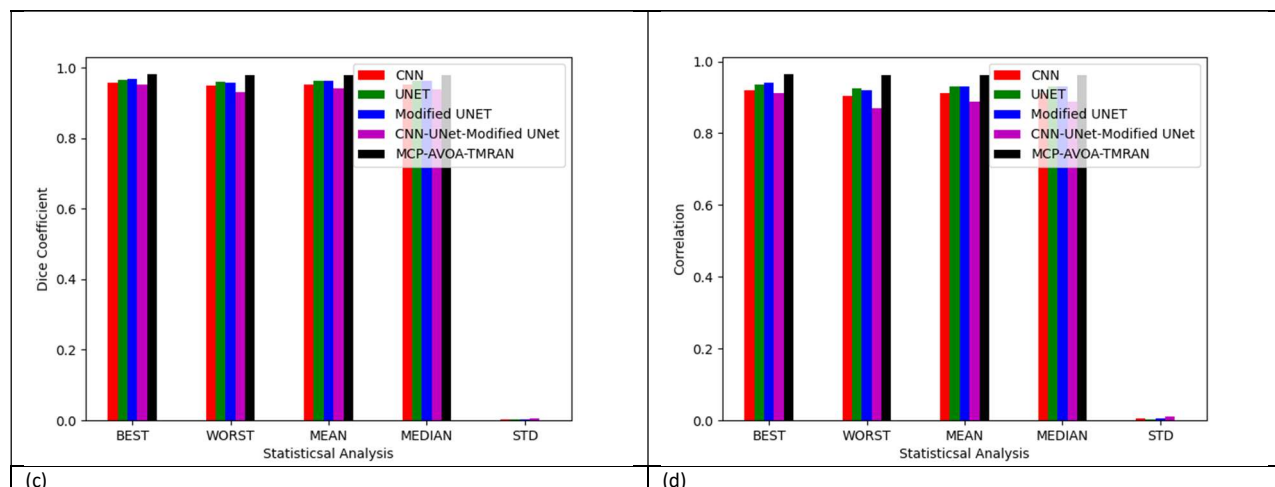 1.0
0.8
0.6
0.4
0.2
0.0
Dice Coefficient
CNN
UNET
Modified UNET
CNN-UNet-Modified UNet
MCP-AVOA-TMRAN
BEST WORST MEAN MEDIAN STD
Statisticsal Analysis
(c)
1.0
0.8
0.6
0.4
0.2
0.0
Correlation
CNN
UNET
Modified UNET
CNN-UNet-Modified UNet
MCP-AVOA-TMRAN
BEST WORST MEAN MEDIAN STD
Statisticsal Analysis
(d)